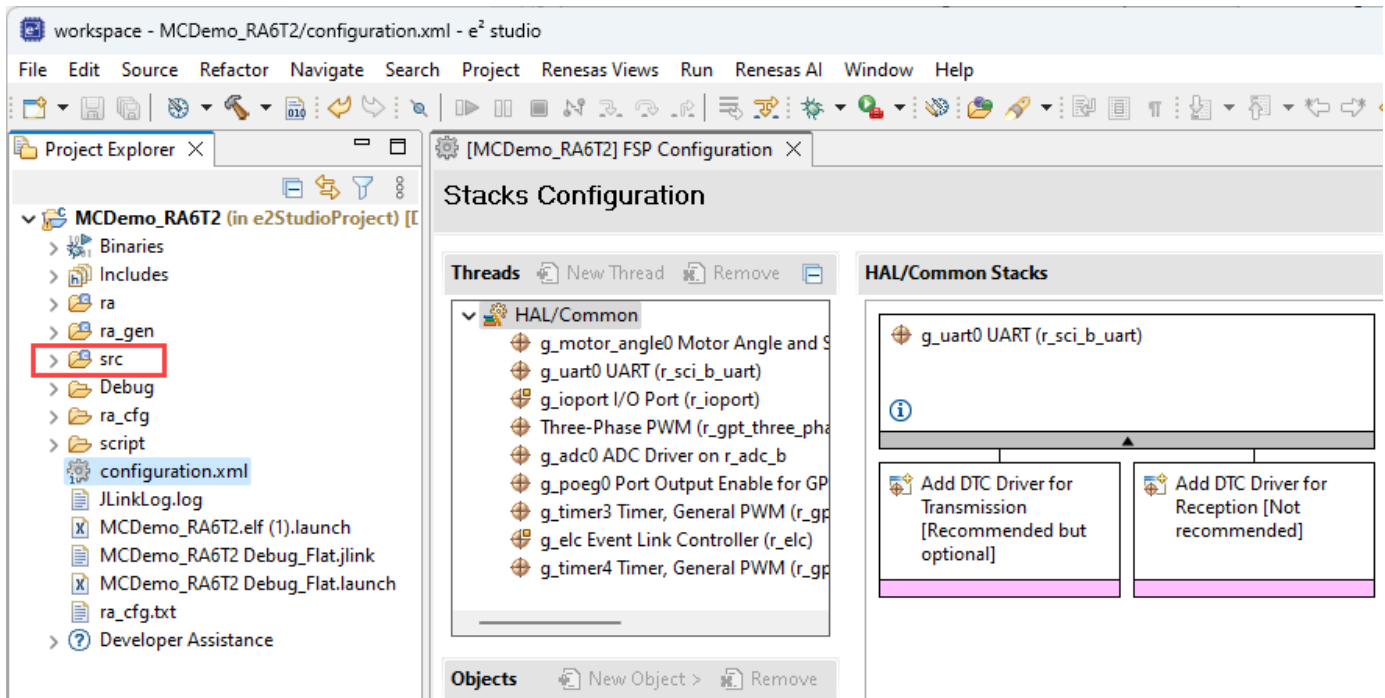 workspace - MCDemo_RA6T2/configuration.xml - e² studio
File Edit Source Refactor Navigate Search Project Renesas Views Run Renesas AI Window Help
Project Explorer
[MCDemo_RA6T2] FSP Configuration
Stacks Configuration
MCDemo_RA6T2 (in e2StudioProject) [D
Binaries
Includes
ra
ra_gen
src
Debug
ra_cfg
script
configuration.xml
JLinkLog.log
MCDemo_RA6T2.elf (1).launch
MCDemo_RA6T2 Debug_Flat.jlink
MCDemo_RA6T2 Debug_Flat.launch
ra_cfg.txt
Developer Assistance
Threads New Thread Remove
HAL/Common
g_motor_angle0 Motor Angle and S
g_uart0 UART (r_sci_b_uart)
g_ioport I/O Port (r_ioport)
Three-Phase PWM (r_gpt_three_pha
g_adc0 ADC Driver on r_adc_b
g_poeg0 Port Output Enable for GP
g_timer3 Timer, General PWM (r_gp
g_elc Event Link Controller (r_elc)
g_timer4 Timer, General PWM (r_gp
Objects New Object > Remove
HAL/Common Stacks
g_uart0 UART (r_sci_b_uart)
Add DTC Driver for
Transmission
[Recommended but
optional]
Add DTC Driver for
Reception [Not
recommended]